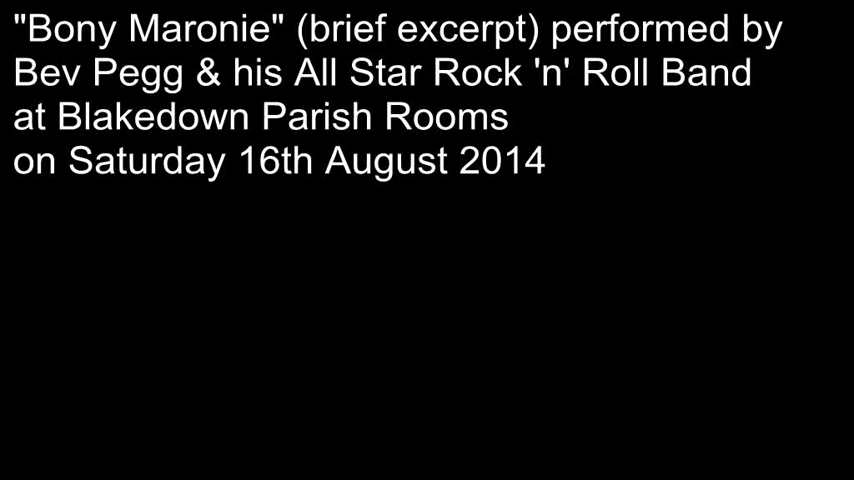 "Bony Maronie" (brief excerpt) performed by
Bev Pegg & his All Star Rock 'n' Roll Band
at Blakedown Parish Rooms
on Saturday 16th August 2014